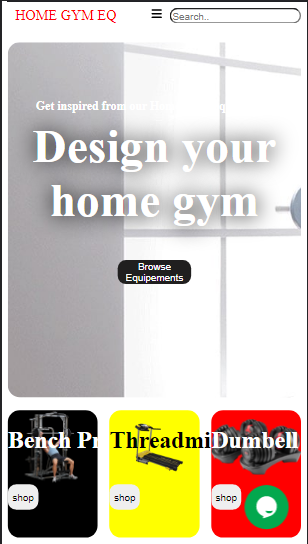 HOME GYM EQ
Search..
Get inspired from our
Design your
home gym
Browse
Equipements
Bench Pr
Threadmi
Dumbell
shop
shop
shop